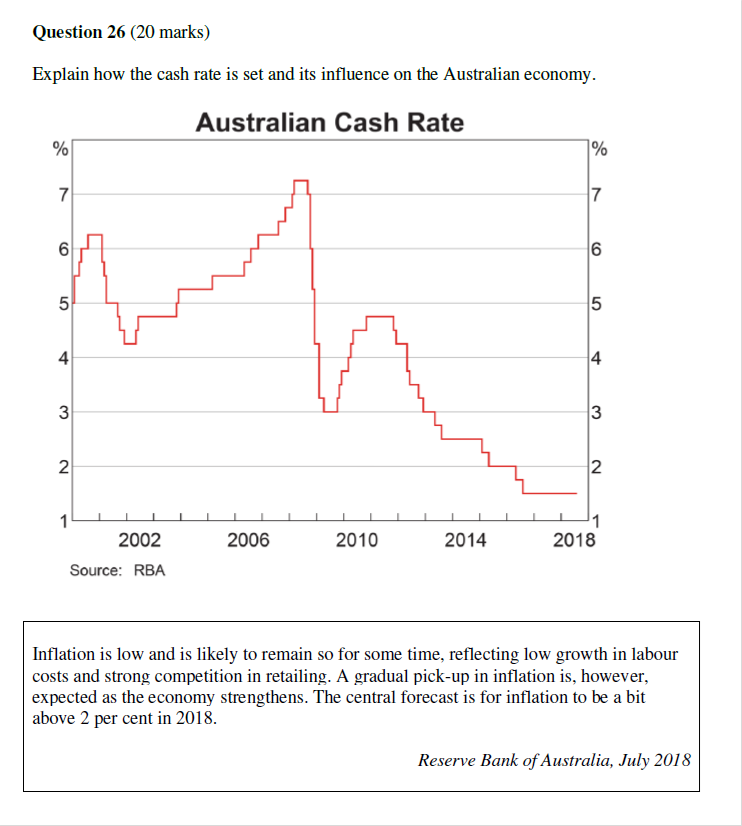 Question 26 (20 marks)
Explain how the cash rate is set and its influence on the Australian economy.
Australian Cash Rate
% %
7 7
6 6
5 5
4 4
3 3
2 2
1 1
2002 2006 2010 2014 2018
Source: RBA
Inflation is low and is likely to remain so for some time, reflecting low growth in labour
costs and strong competition in retailing. A gradual pick-up in inflation is, however,
expected as the economy strengthens. The central forecast is for inflation to be a bit
above 2 per cent in 2018.
Reserve Bank of Australia, July 2018